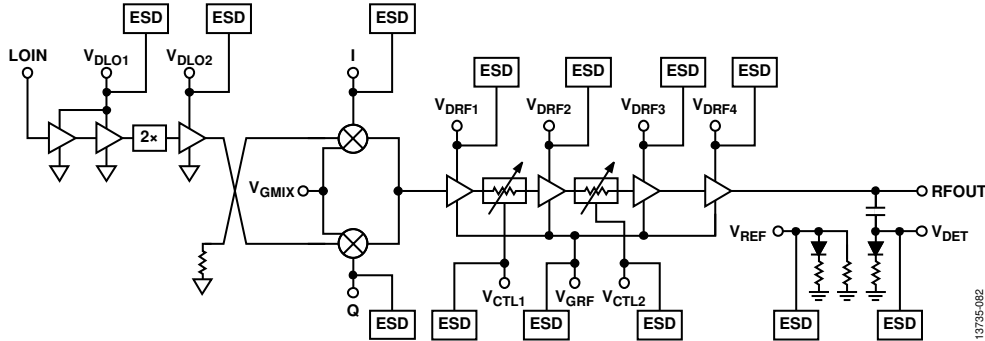 ESD
ESD
ESD
LOIN
VDLO1
VDLO2
I
ESD
ESD
ESD
ESD
VDRF1
VDRF2
VDRF3
VDRF4
2×
VGMIX
RFOUT
VREF
VDET
Q
VCTL1
VGRF
VCTL2
ESD
ESD
ESD
ESD
ESD
ESD
13735-082